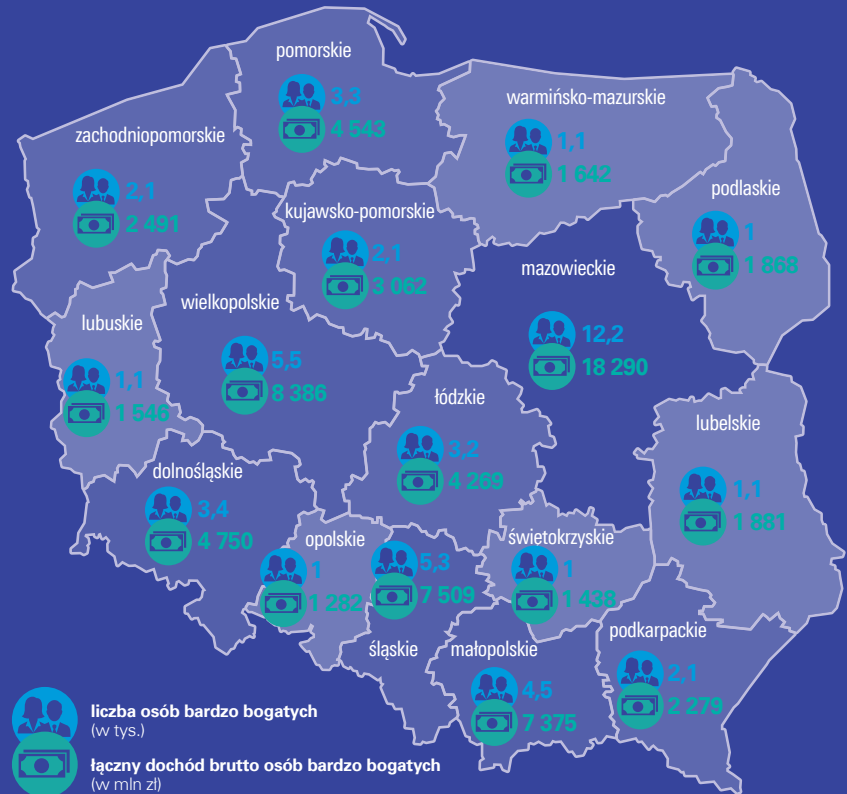 pomorskie
3,3
4 543
warmińsko-mazurskie
1,1
1 642
zachodniopomorskie
2,1
2 491
podlaskie
1
1 868
kujawsko-pomorskie
2,1
3 062
mazowieckie
12,2
18 290
wielkopolskie
5,5
8 386
lubuskie
1,1
1 546
łódzkie
3,2
4 269
lubelskie
1,1
1 881
dolnośląskie
3,4
4 750
opolskie
1
1 282
5,3
7 509
śląskie
świętokrzyskie
1
1 438
małopolskie
4,5
7 375
podkarpackie
2,1
2 279
liczba osób bardzo bogatych
(w tys.)
łączny dochód brutto osób bardzo bogatych
(w mln zł)